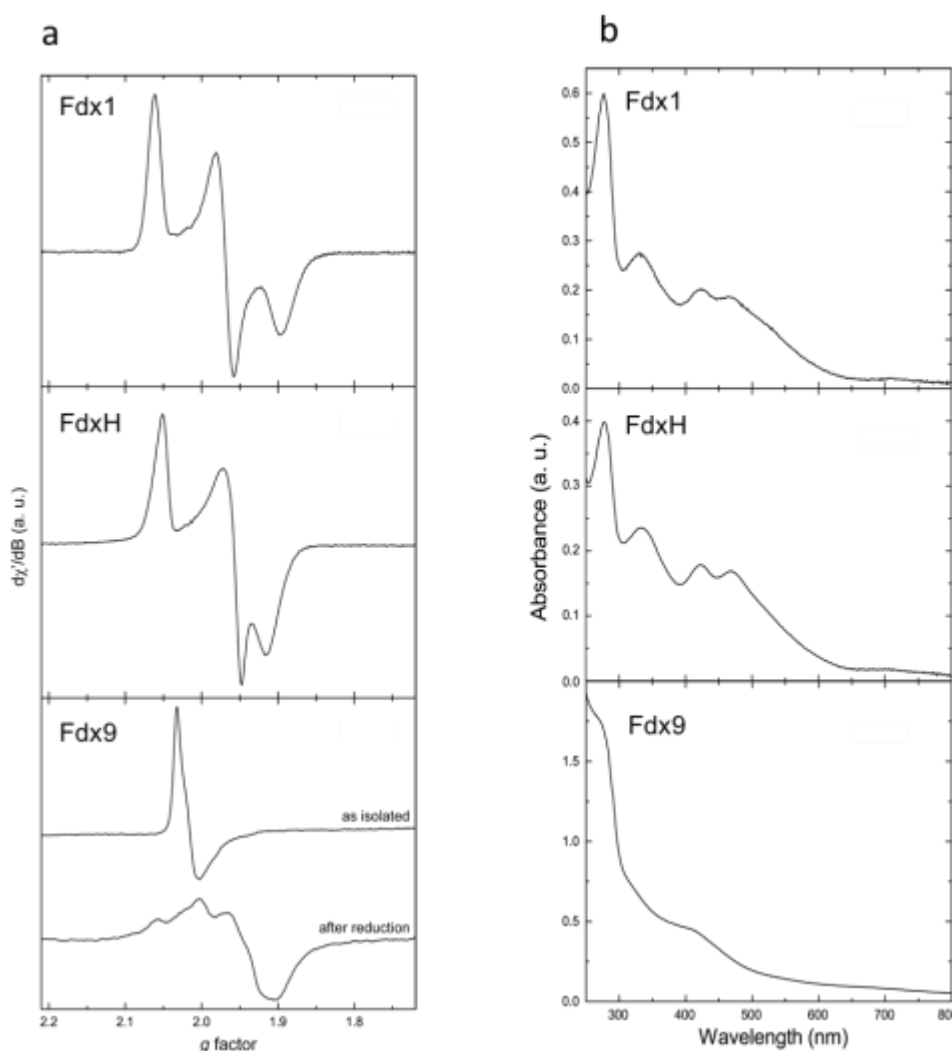 a
Fdx1
FdxH
Fdx9
as isolated
after reduction
dχ'/dB (a. u.)
2.2 2.1 2.0 1.9 1.8
g factor
b
0.6
0.5
0.4
0.3
0.2
0.1
0.0
Fdx1
0.4
0.3
0.2
0.1
0.0
FdxH
1.5
1.0
0.5
0.0
Fdx9
Absorbance (a. u.)
300 400 500 600 700 800
Wavelength (nm)